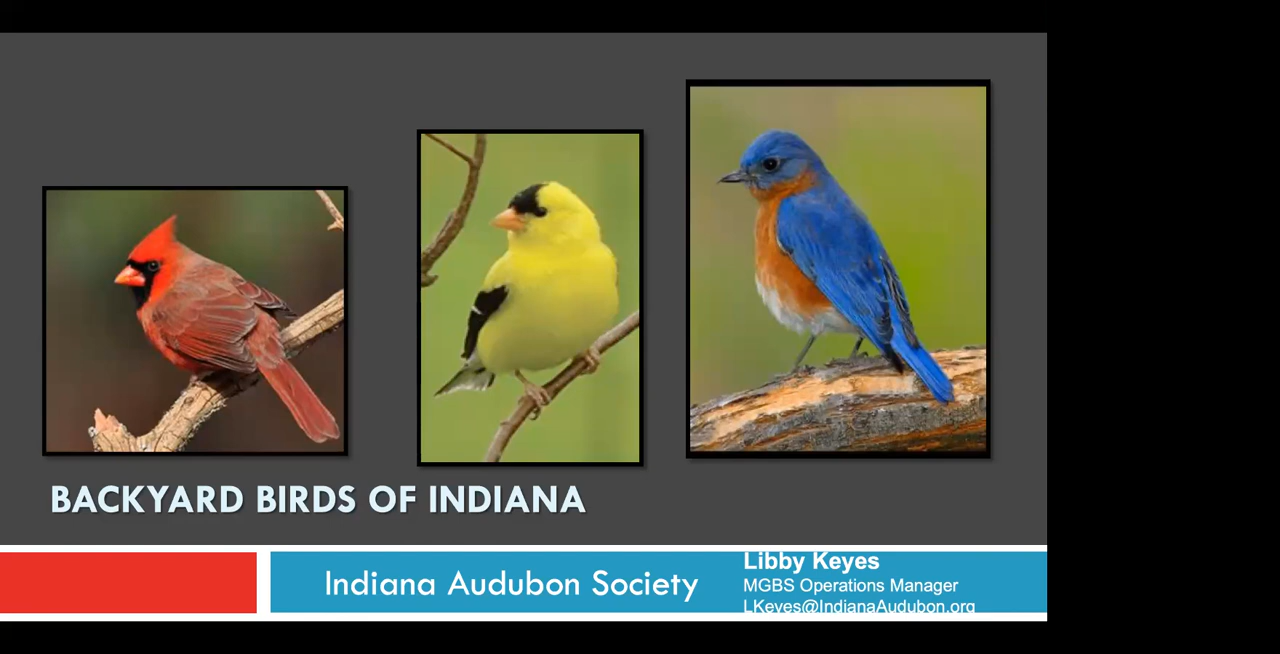 BACKYARD BIRDS OF INDIANA
Indiana Audubon Society
Libby Keyes
MGBS Operations Manager
LKeyes@IndianaAudubon.org